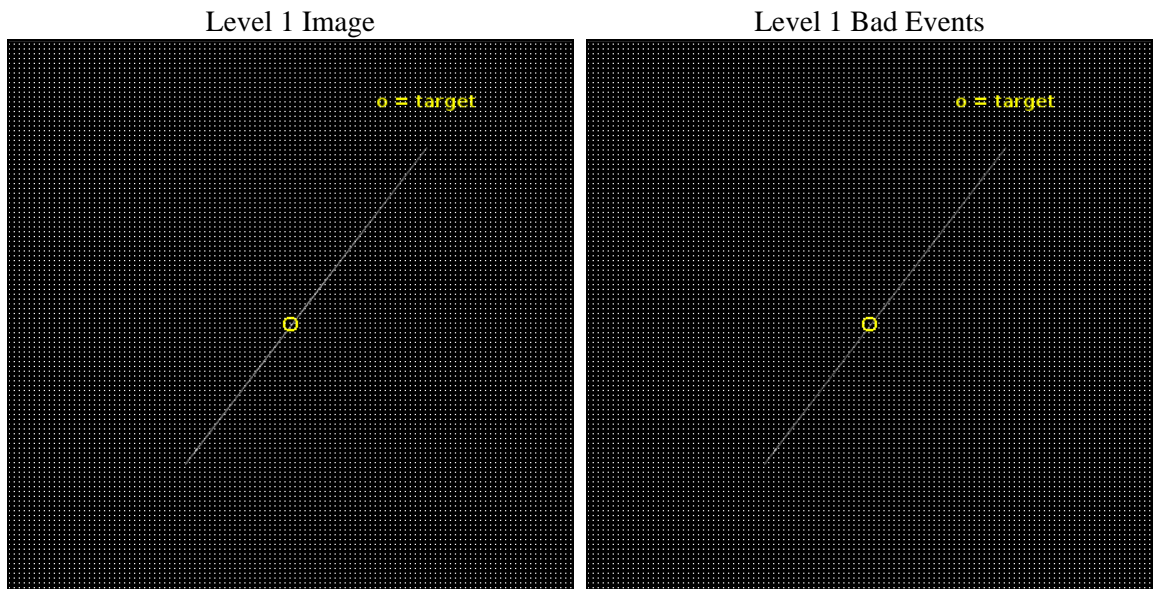 Level 1 Image
Level 1 Bad Events
o = target
o = target